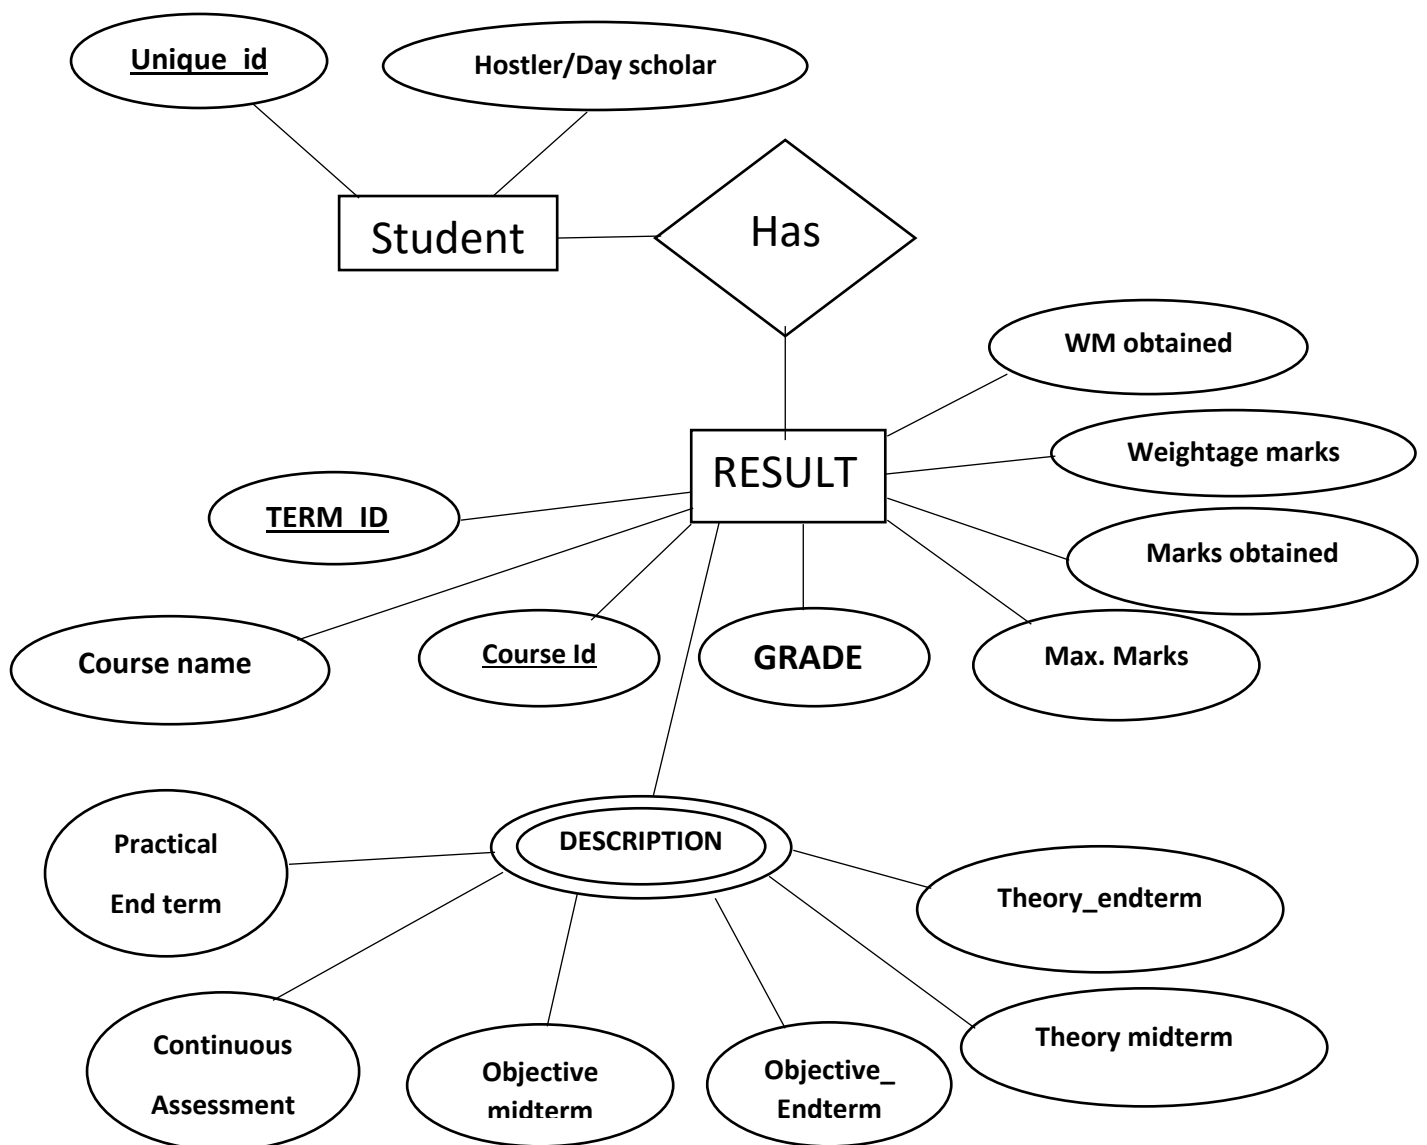 Unique_id
Hostler/Day scholar
Student
Has
WM obtained
Weightage marks
RESULT
TERM_ID
Marks obtained
Course name
Course Id
GRADE
Max. Marks
Practical
End term
DESCRIPTION
Theory_endterm
Continuous
Assessment
Objective
midterm
Objective_
Endterm
Theory midterm